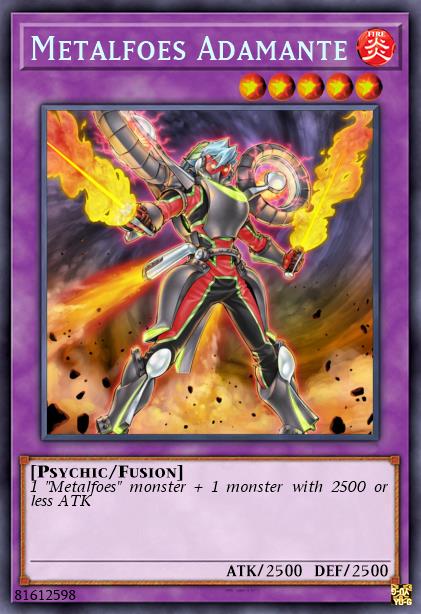 METALFOES ADAMANTE
FIRE
炎
[PSYCHIC/FUSION]
1 "Metalfoes" monster + 1 monster with 2500 or
less ATK
ATK/2500 DEF/2500
81612598